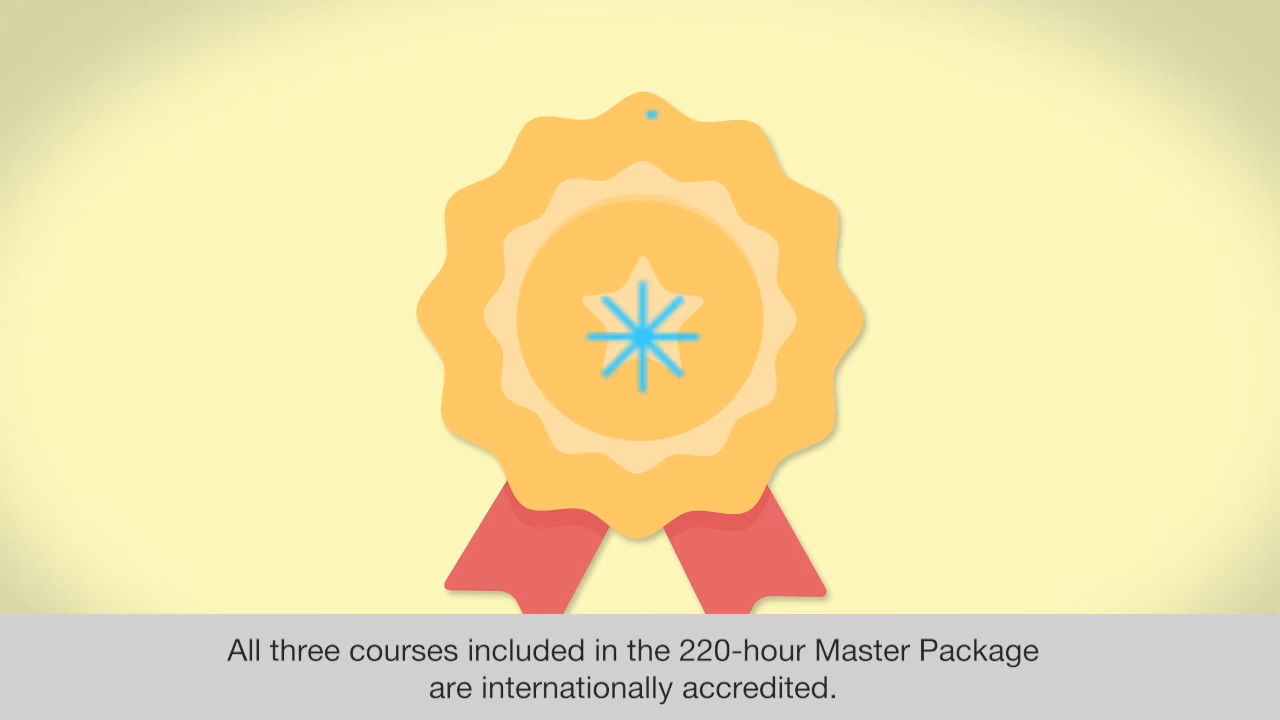 All three courses included in the 220-hour Master Package
are internationally accredited.